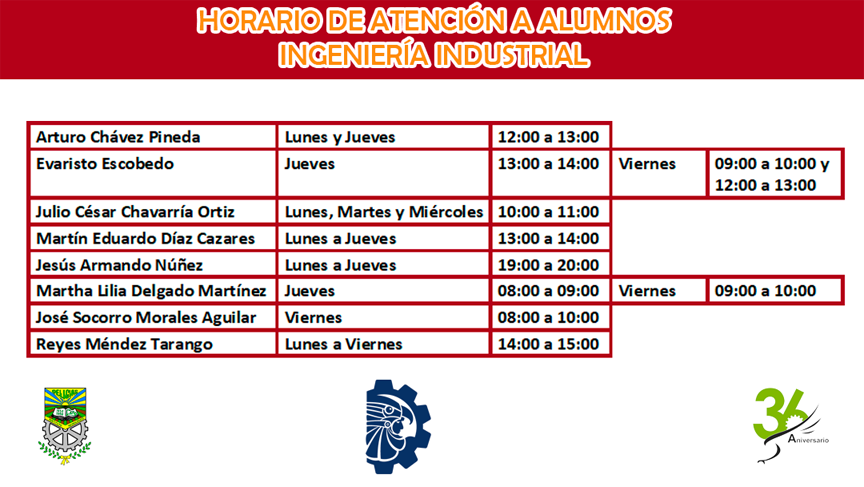 HORARIO DE ATENCIÓN A ALUMNOS
INGENIERÍA INDUSTRIAL
Arturo Chávez Pineda Lunes y Jueves 12:00 a 13:00
Evaristo Escobedo Jueves 13:00 a 14:00 Viernes 09:00 a 10:00 y
12:00 a 13:00
Julio César Chavarría Ortiz Lunes, Martes y Miércoles 10:00 a 11:00
Martín Eduardo Díaz Cazares Lunes a Jueves 13:00 a 14:00
Jesús Armando Núñez Lunes a Jueves 19:00 a 20:00
Martha Lilia Delgado Martínez Jueves 08:00 a 09:00 Viernes 09:00 a 10:00
José Socorro Morales Aguilar Viernes 08:00 a 10:00
Reyes Méndez Tarango Lunes a Viernes 14:00 a 15:00
DELICIAS
36
Aniversario